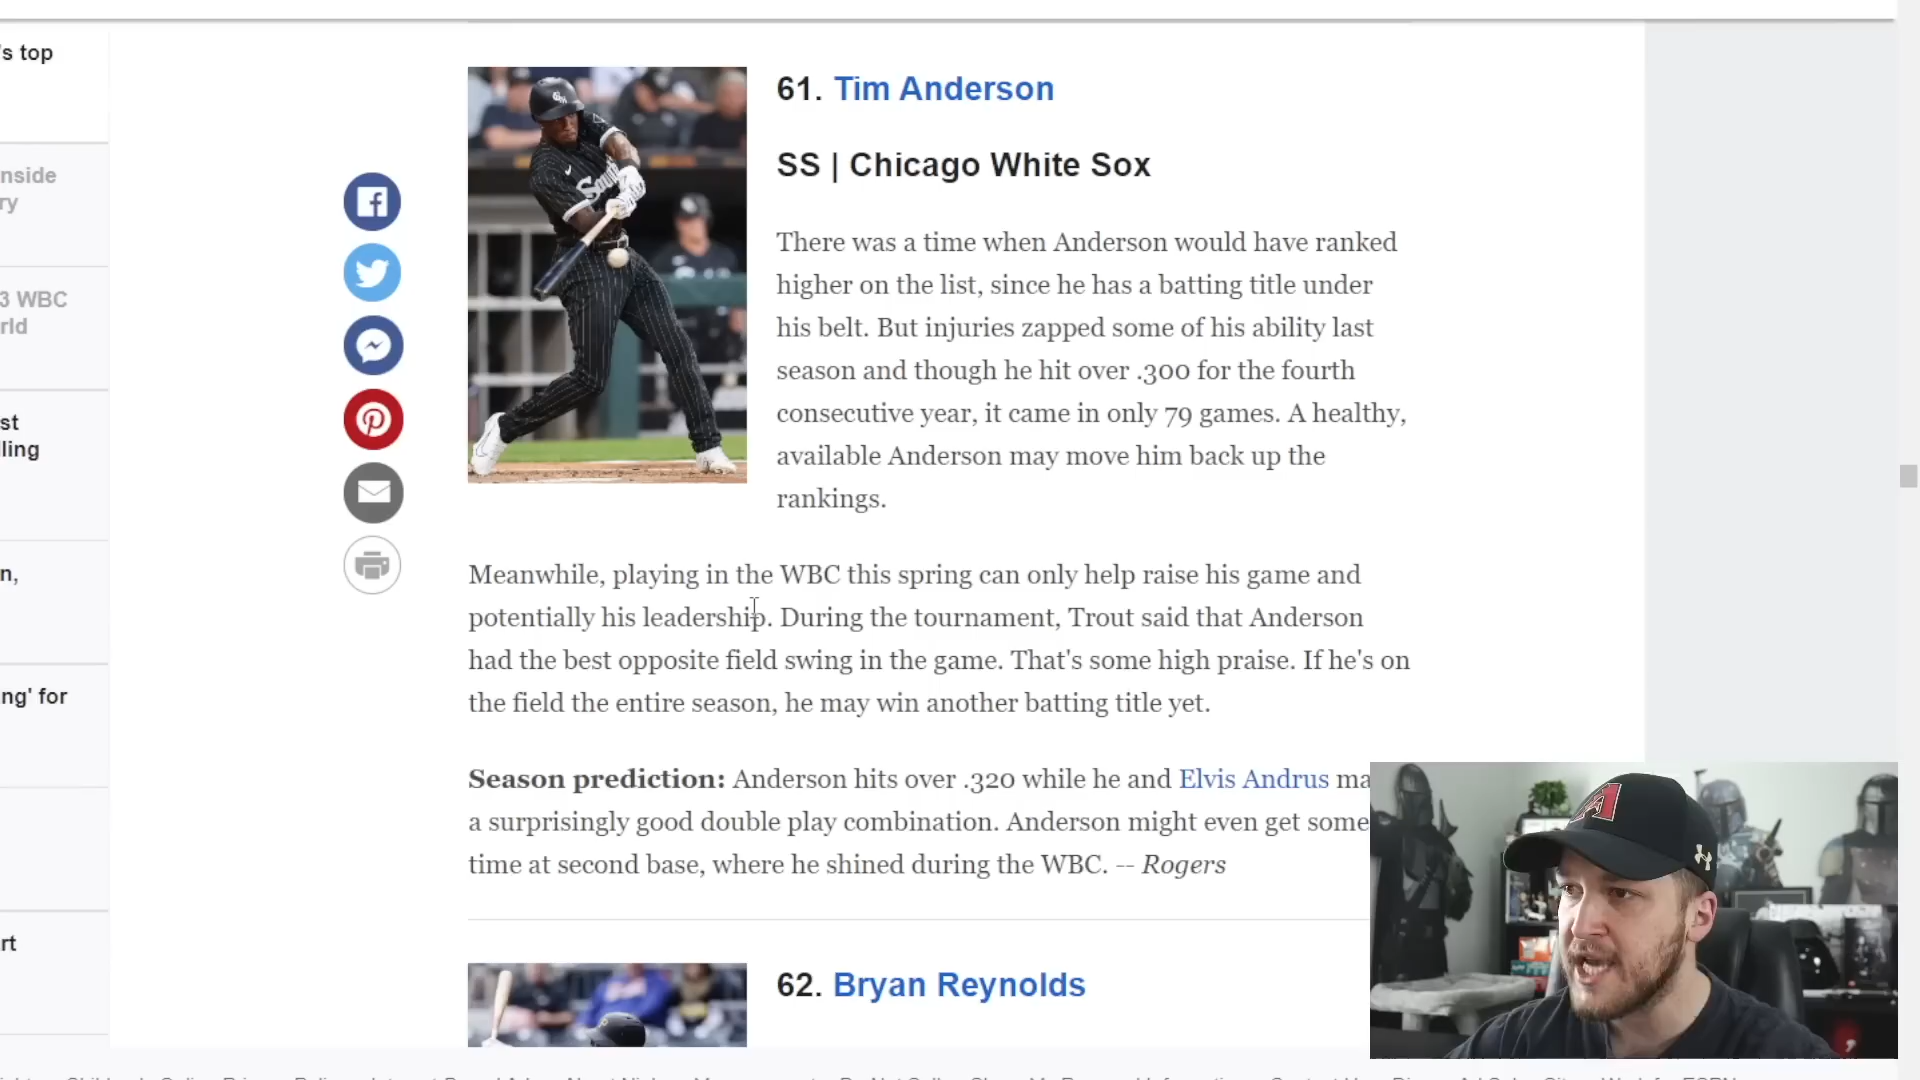 's top
nside
ry
3 WBC
rld
st
lling
n,
ng' for
rt
61. Tim Anderson
SS | Chicago White Sox
There was a time when Anderson would have ranked
higher on the list, since he has a batting title under
his belt. But injuries zapped some of his ability last
season and though he hit over .300 for the fourth
consecutive year, it came in only 79 games. A healthy,
available Anderson may move him back up the
rankings.
Meanwhile, playing in the WBC this spring can only help raise his game and
potentially his leadership. During the tournament, Trout said that Anderson
had the best opposite field swing in the game. That's some high praise. If he's on
the field the entire season, he may win another batting title yet.
Season prediction: Anderson hits over .320 while he and Elvis Andrus ma
a surprisingly good double play combination. Anderson might even get some
time at second base, where he shined during the WBC. -- Rogers
62. Bryan Reynolds